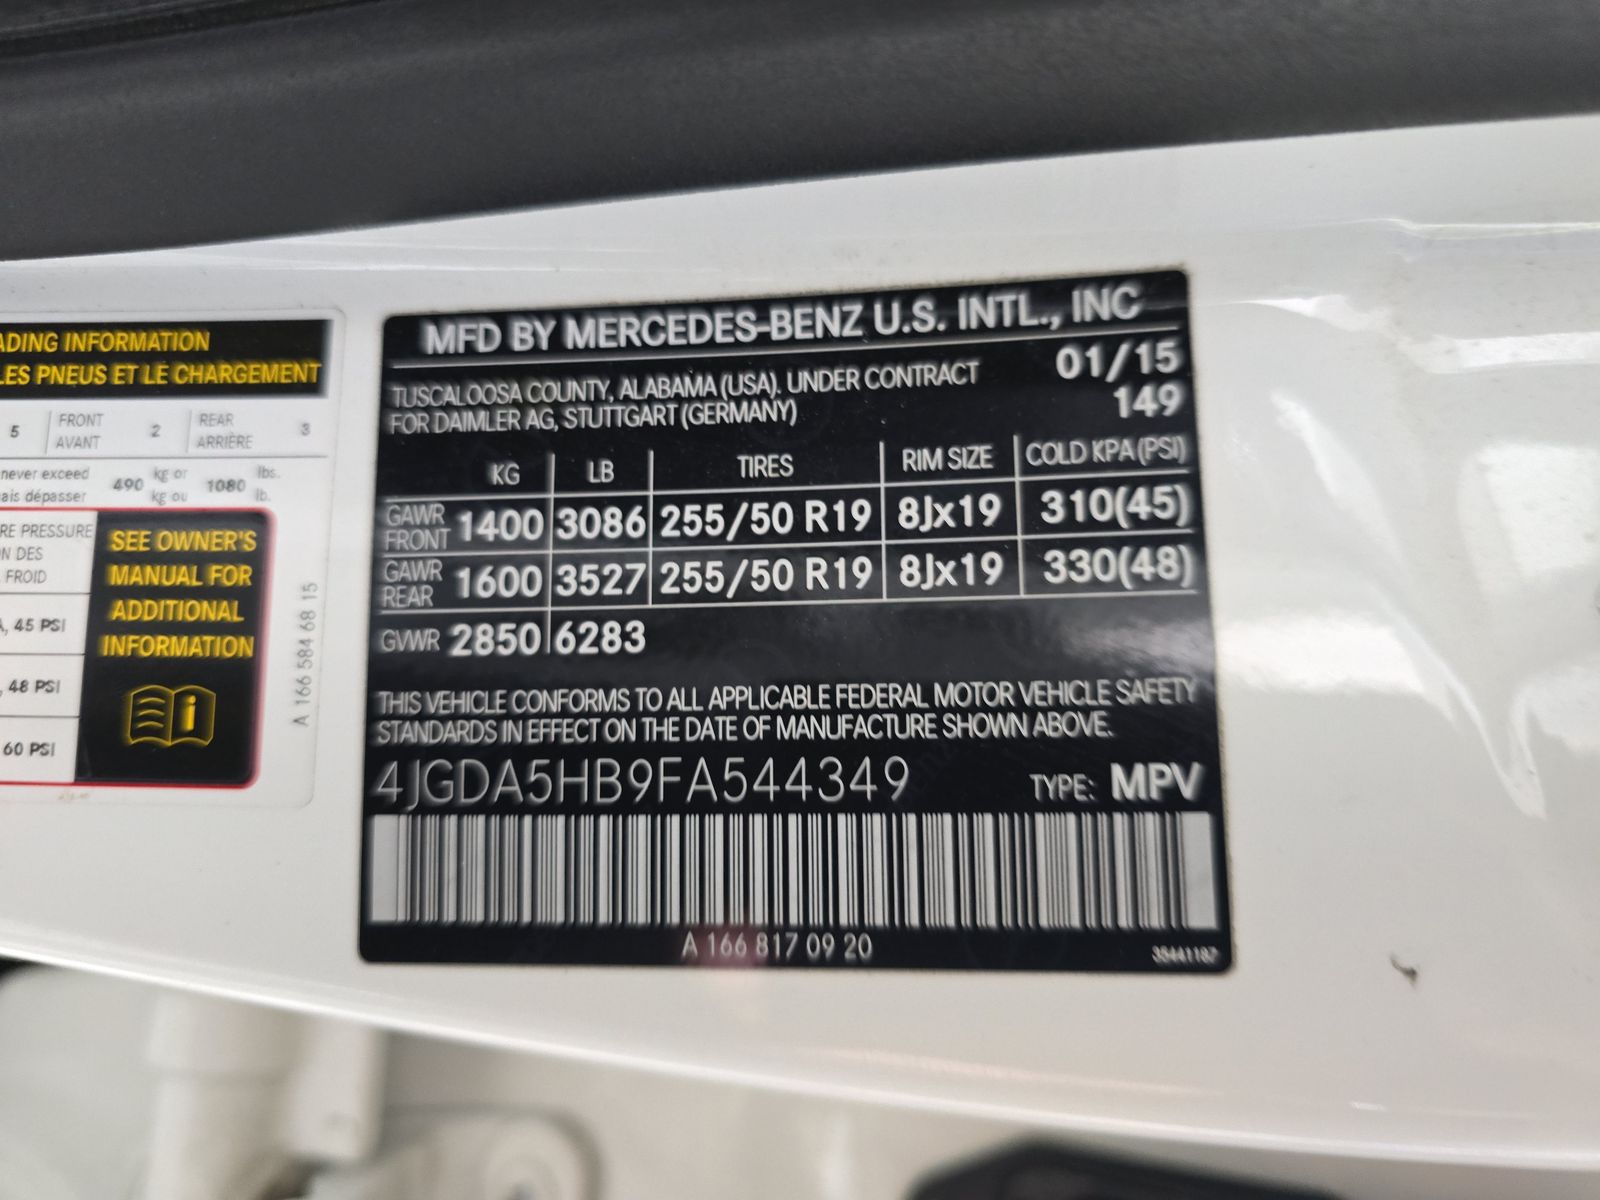 ADING INFORMATION
LES PNEUS ET LE CHARGEMENT
5 FRONT AVANT 2 REAR ARRIÈRE 3
never exceed 490 kg or 1080 lbs.
ais dépasser kg ou lb.
RE PRESSURE
ON DES
FROID
, 45 PSI
, 48 PSI
60 PSI
SEE OWNER'S
MANUAL FOR
ADDITIONAL
INFORMATION
i
A 166 584 68 15
MFD BY MERCEDES-BENZ U.S. INTL., INC
TUSCALOOSA COUNTY, ALABAMA (USA). UNDER CONTRACT 01/15
FOR DAIMLER AG, STUTTGART (GERMANY) 149
KG LB TIRES RIM SIZE COLD KPA (PSI)
GAWR FRONT 1400 3086 255/50 R19 8Jx19 310(45)
GAWR REAR 1600 3527 255/50 R19 8Jx19 330(48)
GVWR 2850 6283
THIS VEHICLE CONFORMS TO ALL APPLICABLE FEDERAL MOTOR VEHICLE SAFETY
STANDARDS IN EFFECT ON THE DATE OF MANUFACTURE SHOWN ABOVE.
4JGDA5HB9FA544349 TYPE: MPV
A 166 817 09 20
35441187